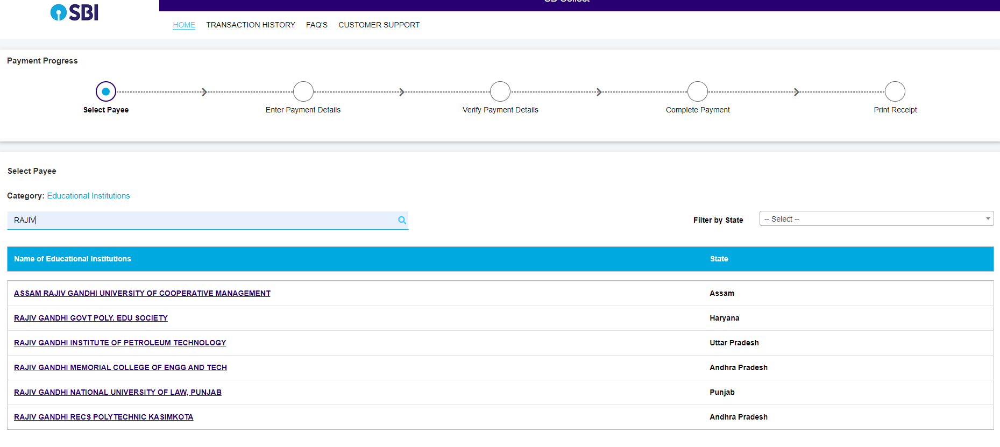 SBI
SB Collect
HOME TRANSACTION HISTORY FAQ'S CUSTOMER SUPPORT
Payment Progress
Select Payee Enter Payment Details Verify Payment Details Complete Payment Print Receipt
Select Payee
Category: Educational Institutions
RAJIV Filter by State -- Select --
Name of Educational Institutions State
ASSAM RAJIV GANDHI UNIVERSITY OF COOPERATIVE MANAGEMENT Assam
RAJIV GANDHI GOVT POLY. EDU SOCIETY Haryana
RAJIV GANDHI INSTITUTE OF PETROLEUM TECHNOLOGY Uttar Pradesh
RAJIV GANDHI MEMORIAL COLLEGE OF ENGG AND TECH Andhra Pradesh
RAJIV GANDHI NATIONAL UNIVERSITY OF LAW, PUNJAB Punjab
RAJIV GANDHI RECS POLYTECHNIC KASIMKOTA Andhra Pradesh